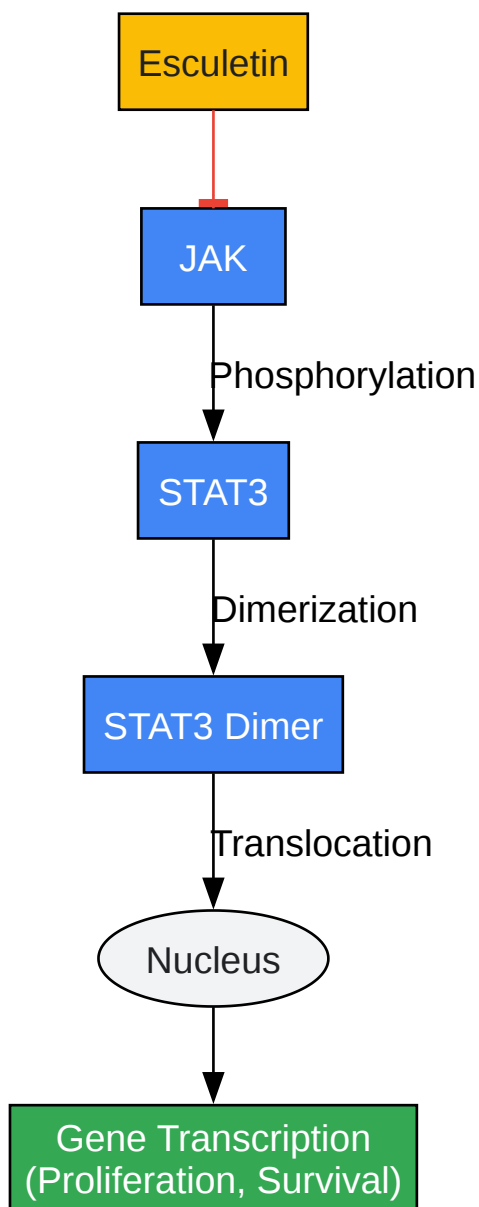 Esculetin
JAK
Phosphorylation
STAT3
Dimerization
STAT3 Dimer
Translocation
Nucleus
Gene Transcription
(Proliferation, Survival)